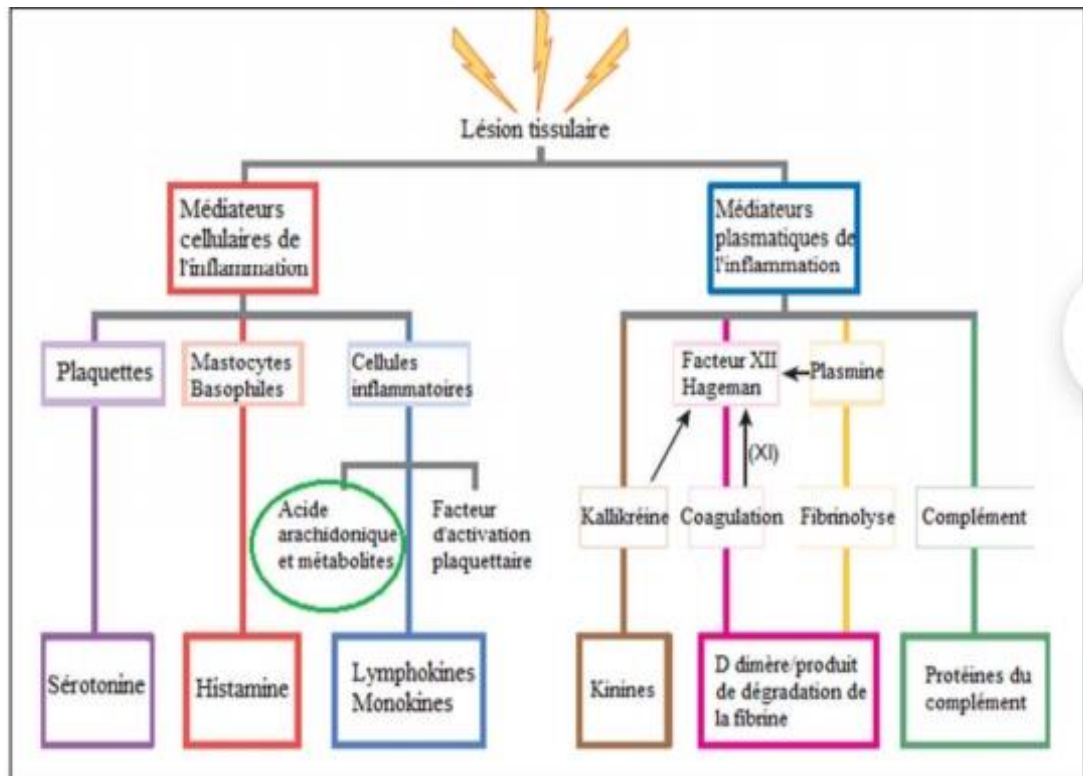 Lésion tissulaire
Médiateurs
cellulaires de
l'inflammation
Médiateurs
plasmatiques de
l'inflammation
Plaquettes
Mastocytes
Basophiles
Cellules
inflammatoires
Facteur XII
Hageman
Plasmine
(XI)
Acide
arachidonique
et métabolites
Facteur
d'activation
plaquettaire
Kallikréine
Coagulation
Fibrinolyse
Complément
Sérotonine
Histamine
Lymphokines
Monokines
Kinines
D dimère/produit
de dégradation de
la fibrine
Protéines du
complément